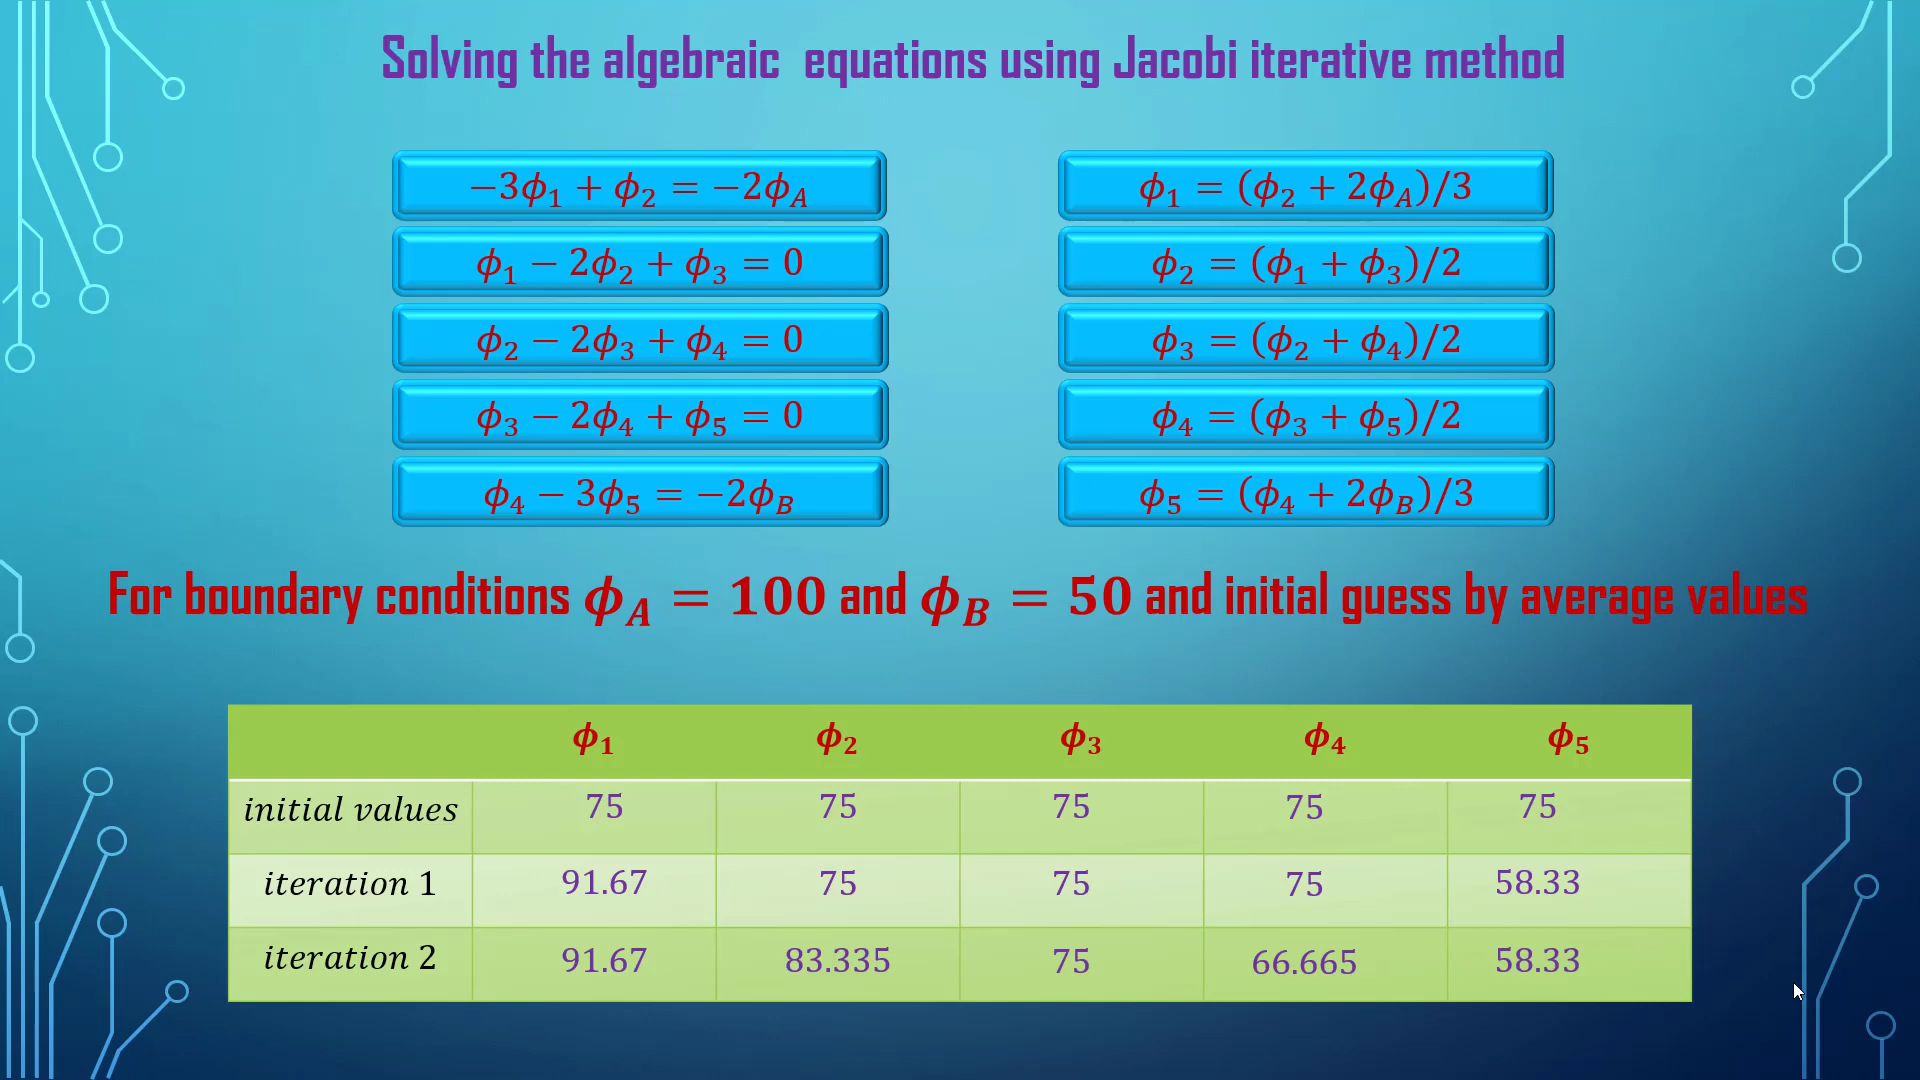 Solving the algebraic equations using Jacobi iterative method
−3ϕ₁ + ϕ₂ = −2ϕ_A
ϕ₁ = (ϕ₂ + 2ϕ_A)/3
ϕ₁ − 2ϕ₂ + ϕ₃ = 0
ϕ₂ = (ϕ₁ + ϕ₃)/2
ϕ₂ − 2ϕ₃ + ϕ₄ = 0
ϕ₃ = (ϕ₂ + ϕ₄)/2
ϕ₃ − 2ϕ₄ + ϕ₅ = 0
ϕ₄ = (ϕ₃ + ϕ₅)/2
ϕ₄ − 3ϕ₅ = −2ϕ_B
ϕ₅ = (ϕ₄ + 2ϕ_B)/3
For boundary conditions ϕ_A = 100 and ϕ_B = 50 and initial guess by average values
ϕ₁ ϕ₂ ϕ₃ ϕ₄ ϕ₅
initial values 75 75 75 75 75
iteration 1 91.67 75 75 75 58.33
iteration 2 91.67 83.335 75 66.665 58.33